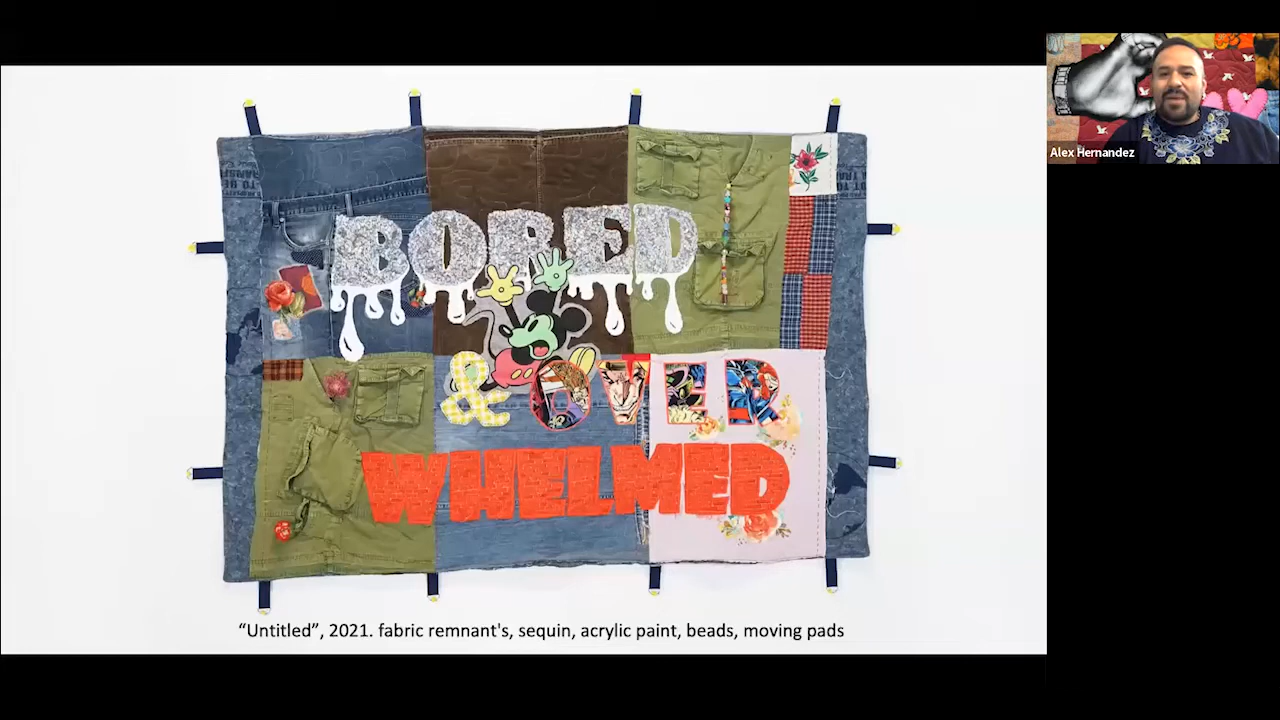 BORED
& OVER
WHELMED
“Untitled”, 2021. fabric remnant's, sequin, acrylic paint, beads, moving pads
Alex Hernandez